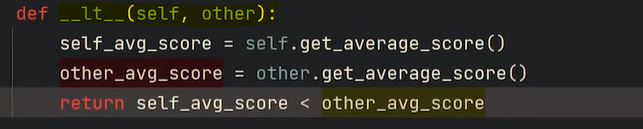 def __lt__(self, other):
self_avg_score = self.get_average_score()
other_avg_score = other.get_average_score()
return self_avg_score < other_avg_score